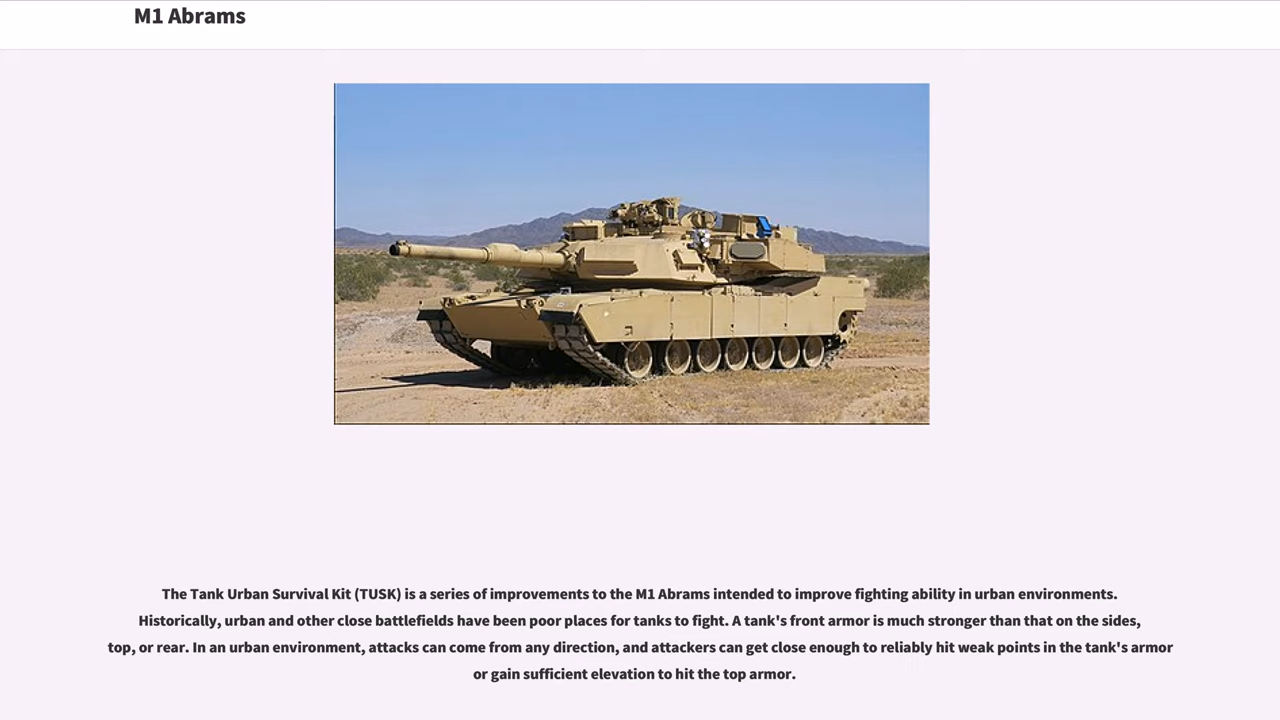 M1 Abrams
The Tank Urban Survival Kit (TUSK) is a series of improvements to the M1 Abrams intended to improve fighting ability in urban environments.
Historically, urban and other close battlefields have been poor places for tanks to fight. A tank's front armor is much stronger than that on the sides,
top, or rear. In an urban environment, attacks can come from any direction, and attackers can get close enough to reliably hit weak points in the tank's armor
or gain sufficient elevation to hit the top armor.